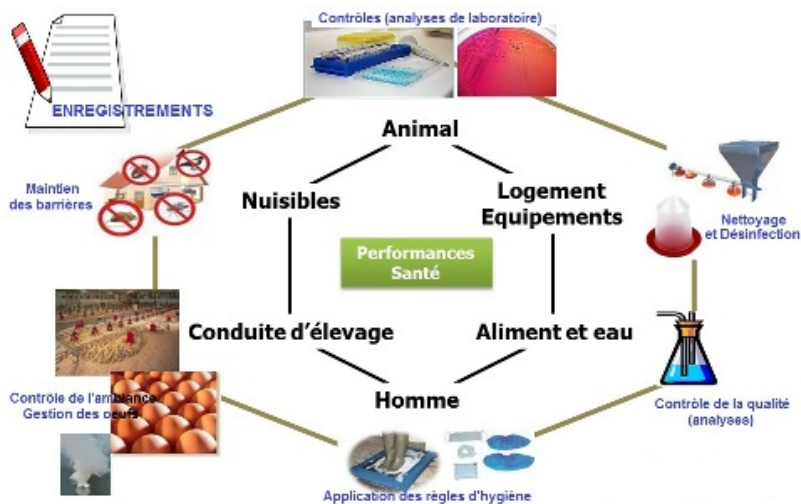 Contrôles (analyses de laboratoire)
ENREGISTREMENTS
Animal
Maintien
des barrières
Nuisibles
Logement
Equipements
Nettoyage
et Désinfection
Performances
Santé
Conduite d'élevage
Aliment et eau
Contrôle de l'ambiance
Gestion des oeufs
Homme
Contrôle de la qualité
(analyses)
Application des règles d'hygiène